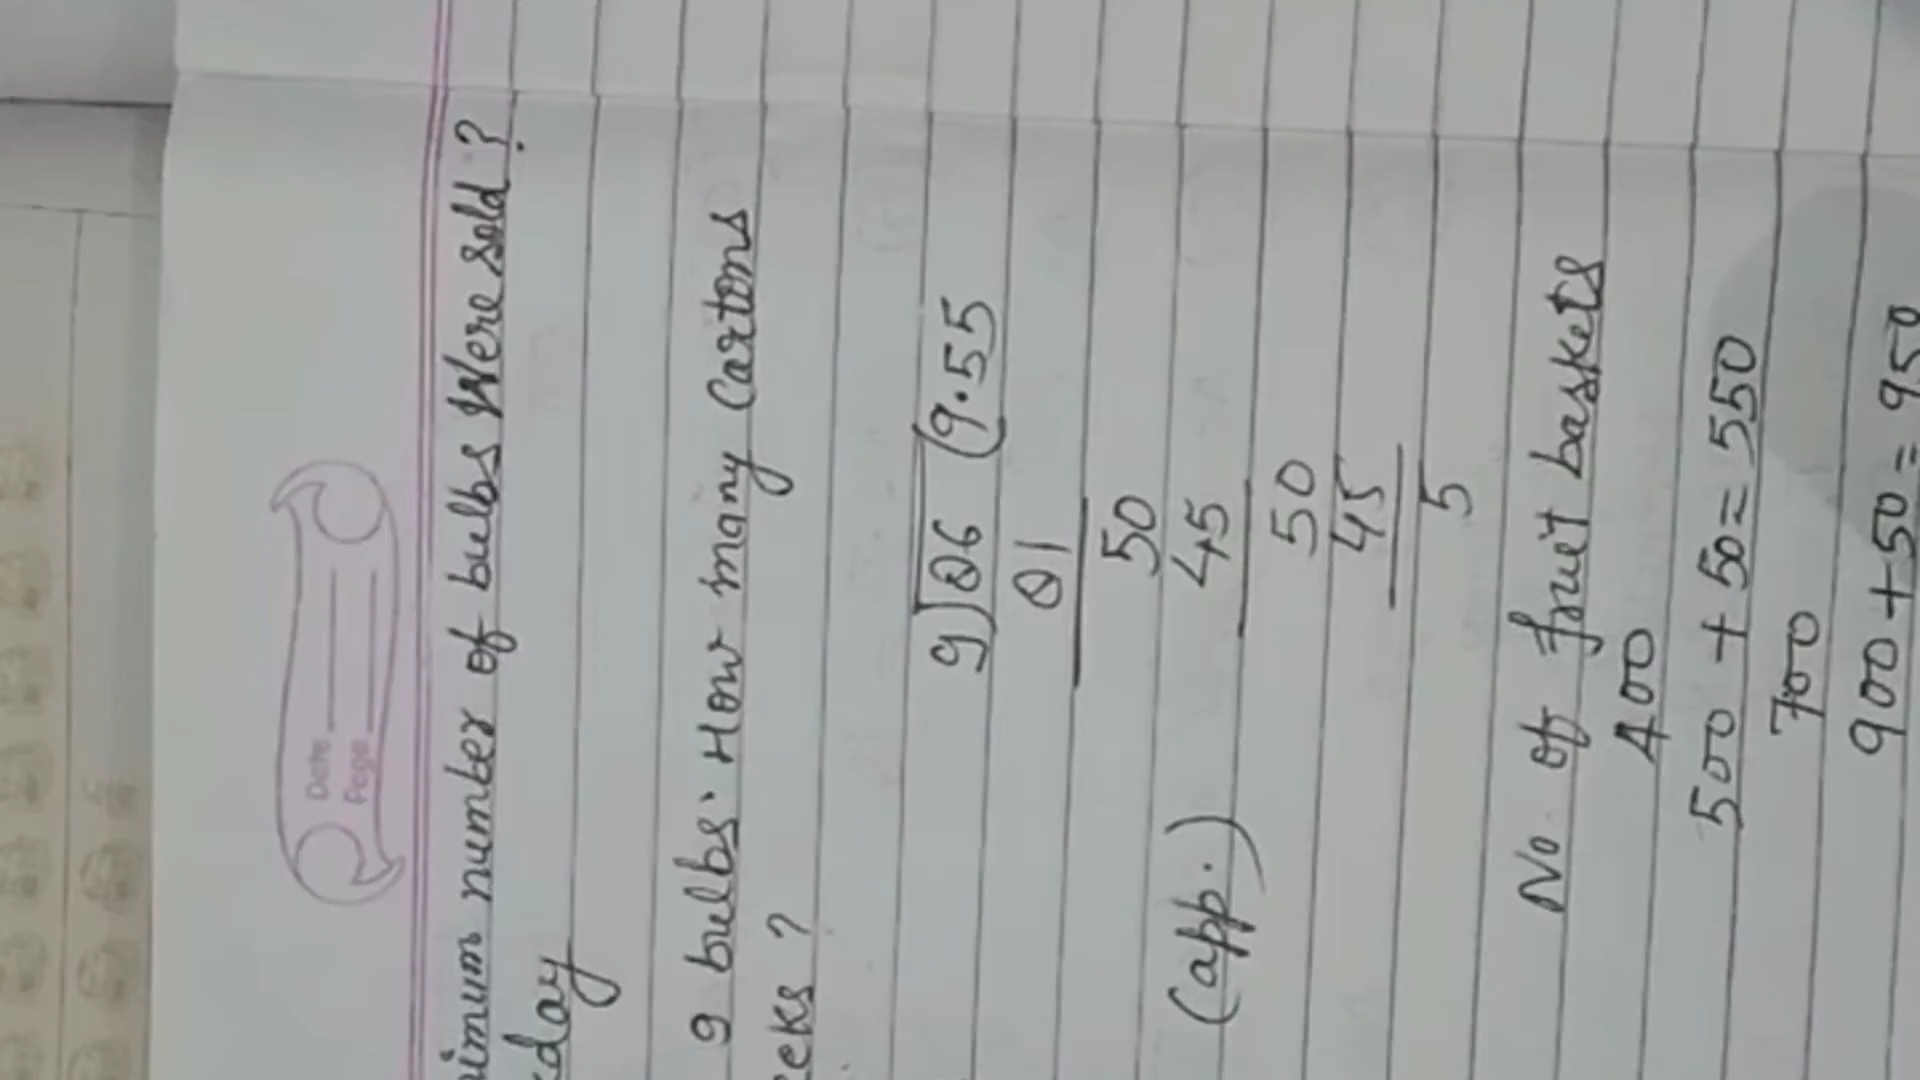 Date
Page
nimum number of bulbs Were sold ?
day
9 bulbs. How many Cartons
eeks ?
9) 86 (9.55
81
50
(app.) 45
50
45
5
No. of fruit baskets
400
500 + 50 = 550
700
900 + 50 = 950